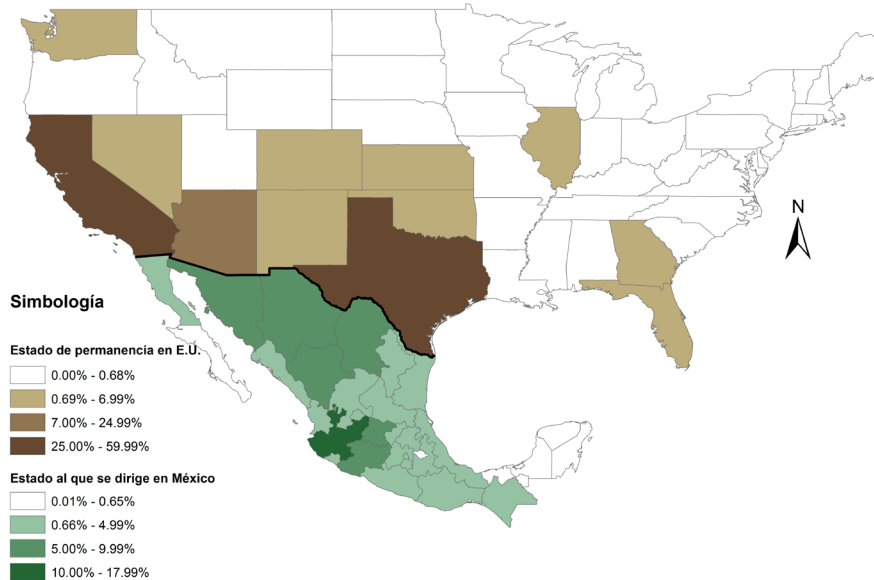 N
Simbología
Estado de permanencia en E.U.
0.00% - 0.68%
0.69% - 6.99%
7.00% - 24.99%
25.00% - 59.99%
Estado al que se dirige en México
0.01% - 0.65%
0.66% - 4.99%
5.00% - 9.99%
10.00% - 17.99%